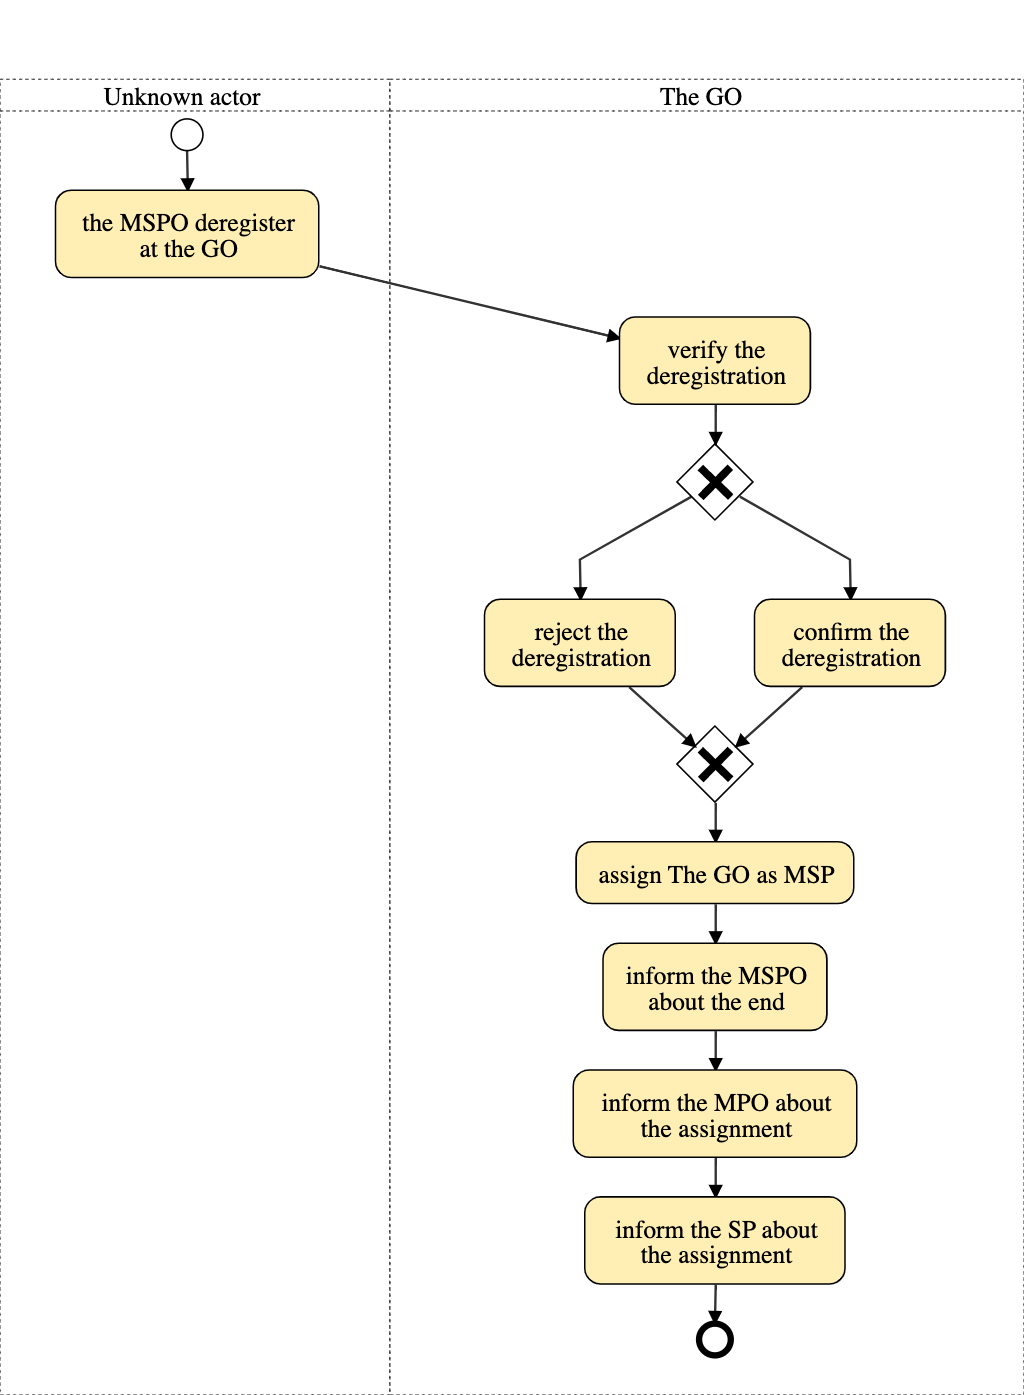 Unknown actor
The GO
the MSPO deregister
at the GO
verify the
deregistration
reject the
deregistration
confirm the
deregistration
assign The GO as MSP
inform the MSPO
about the end
inform the MPO about
the assignment
inform the SP about
the assignment